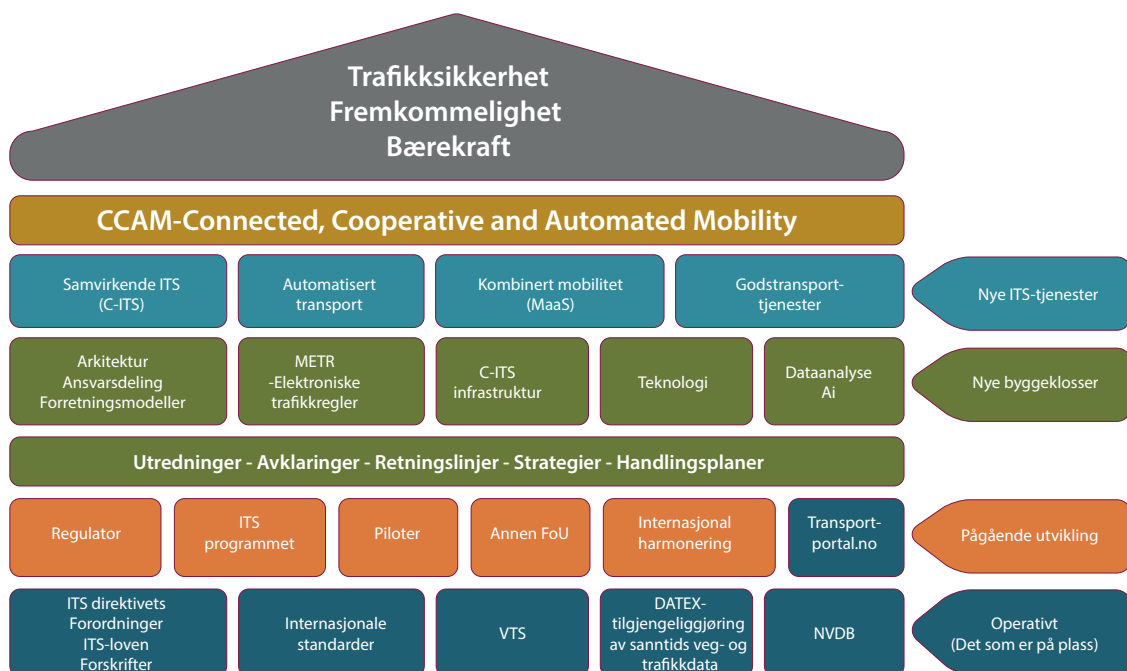 Trafikksikkerhet
Fremkommelighet
Bærekraft
CCAM-Connected, Cooperative and Automated Mobility
Samvirkende ITS
(C-ITS)
Automatisert
transport
Kombinert mobilitet
(MaaS)
Godstransport-
tjenester
Nye ITS-tjenester
Arkitektur
Ansvarsdeling
Forretningsmodeller
METR
-Elektroniske
trafikkregler
C-ITS
infrastruktur
Teknologi
Dataanalyse
Ai
Nye byggeklosser
Utredninger - Avklaringer - Retningslinjer - Strategier - Handlingsplaner
Regulator
ITS
programmet
Piloter
Annen FoU
Internasjonal
harmonering
Transport-
portal.no
Pågående utvikling
ITS direktivets
Forordninger
ITS-loven
Forskrifter
Internasjonale
standarder
VTS
DATEX-
tilgjengeliggjøring
av sanntids veg- og
trafikkdata
NVDB
Operativt
(Det som er på plass)